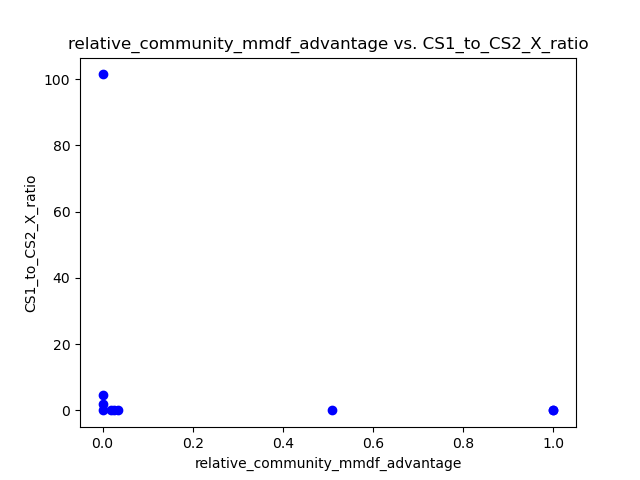 relative_community_mmdf_advantage vs. CS1_to_CS2_X_ratio
100
80
60
40
20
0
CS1_to_CS2_X_ratio
0.0 0.2 0.4 0.6 0.8 1.0
relative_community_mmdf_advantage